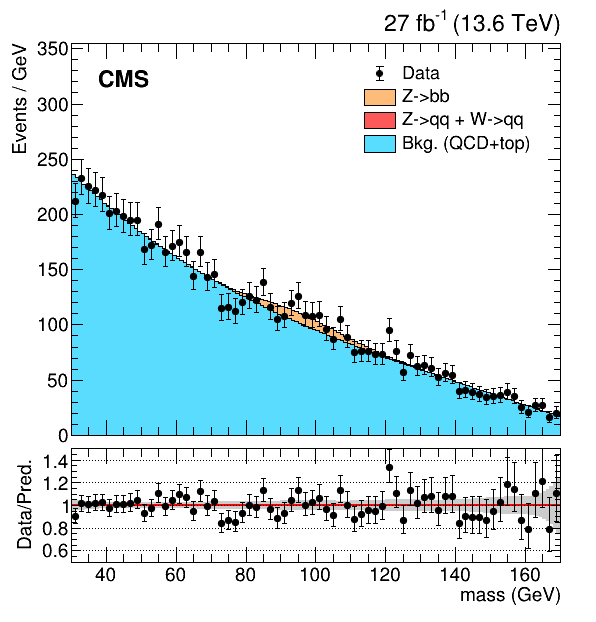 27 fb⁻¹ (13.6 TeV)
CMS
Data
Z->bb
Z->qq + W->qq
Bkg. (QCD+top)
Events / GeV
350
300
250
200
150
100
50
0
Data/Pred.
1.4
1.2
1
0.8
0.6
40 60 80 100 120 140 160
mass (GeV)